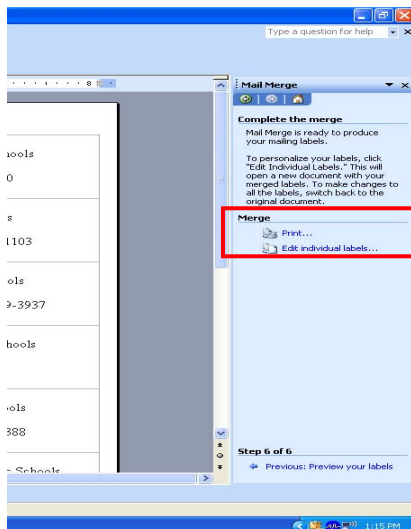 Type a question for help
8
Mail Merge
Complete the merge
Mail Merge is ready to produce
your mailing labels.
To personalize your labels, click
"Edit Individual Labels." This will
open a new document with your
merged labels. To make changes to
all the labels, switch back to the
original document.
Merge
Print...
Edit individual labels...
Step 6 of 6
Previous: Preview your labels
hools
0
s
1103
ols
9-3937
hools
ols
388
Schools
1:15 PM